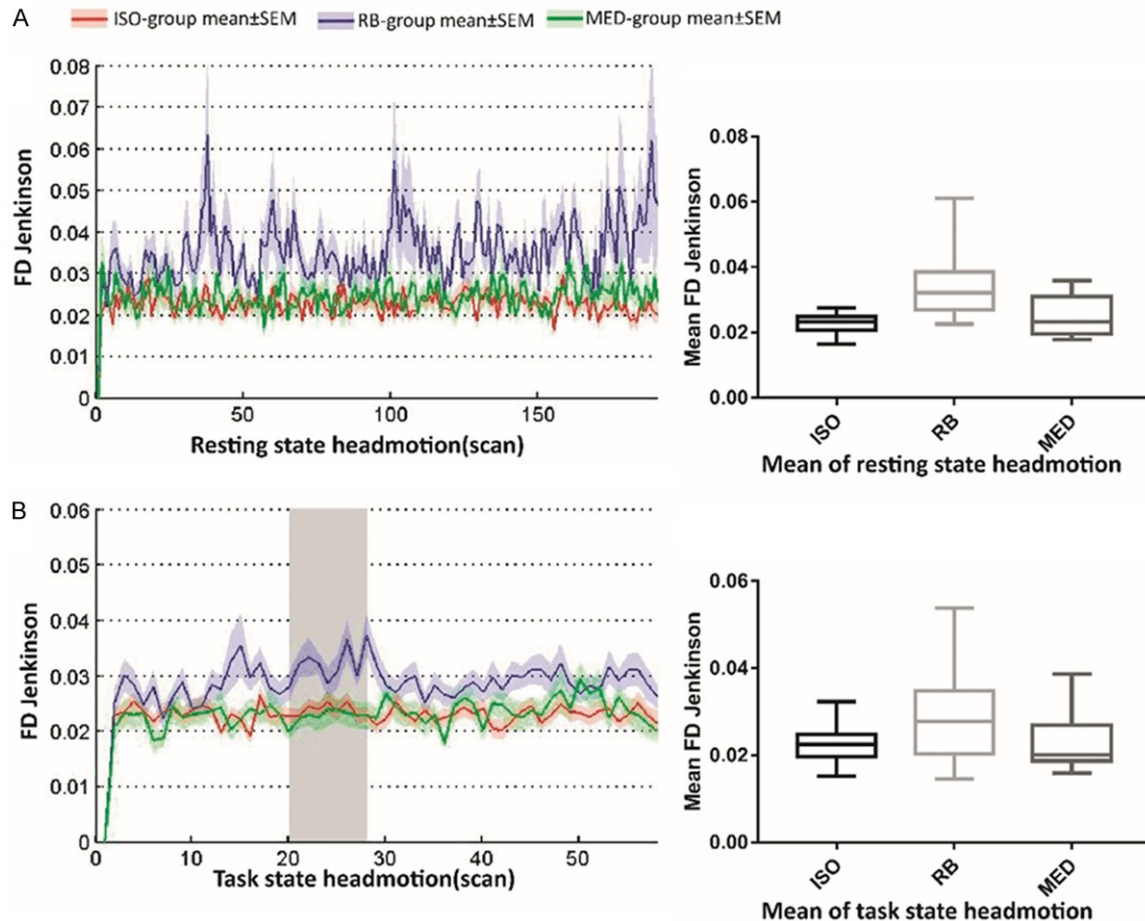 A
ISO-group mean±SEM RB-group mean±SEM MED-group mean±SEM
0.08
0.07
0.06
0.05
0.04
0.03
0.02
0.01
0
FD Jenkinson
0 50 100 150
Resting state headmotion(scan)
0.08
0.06
0.04
0.02
0.00
Mean FD Jenkinson
ISO RB MED
Mean of resting state headmotion
B
0.06
0.05
0.04
0.03
0.02
0.01
0
FD Jenkinson
0 10 20 30 40 50
Task state headmotion(scan)
0.06
0.04
0.02
0.00
Mean FD Jenkinson
ISO RB MED
Mean of task state headmotion